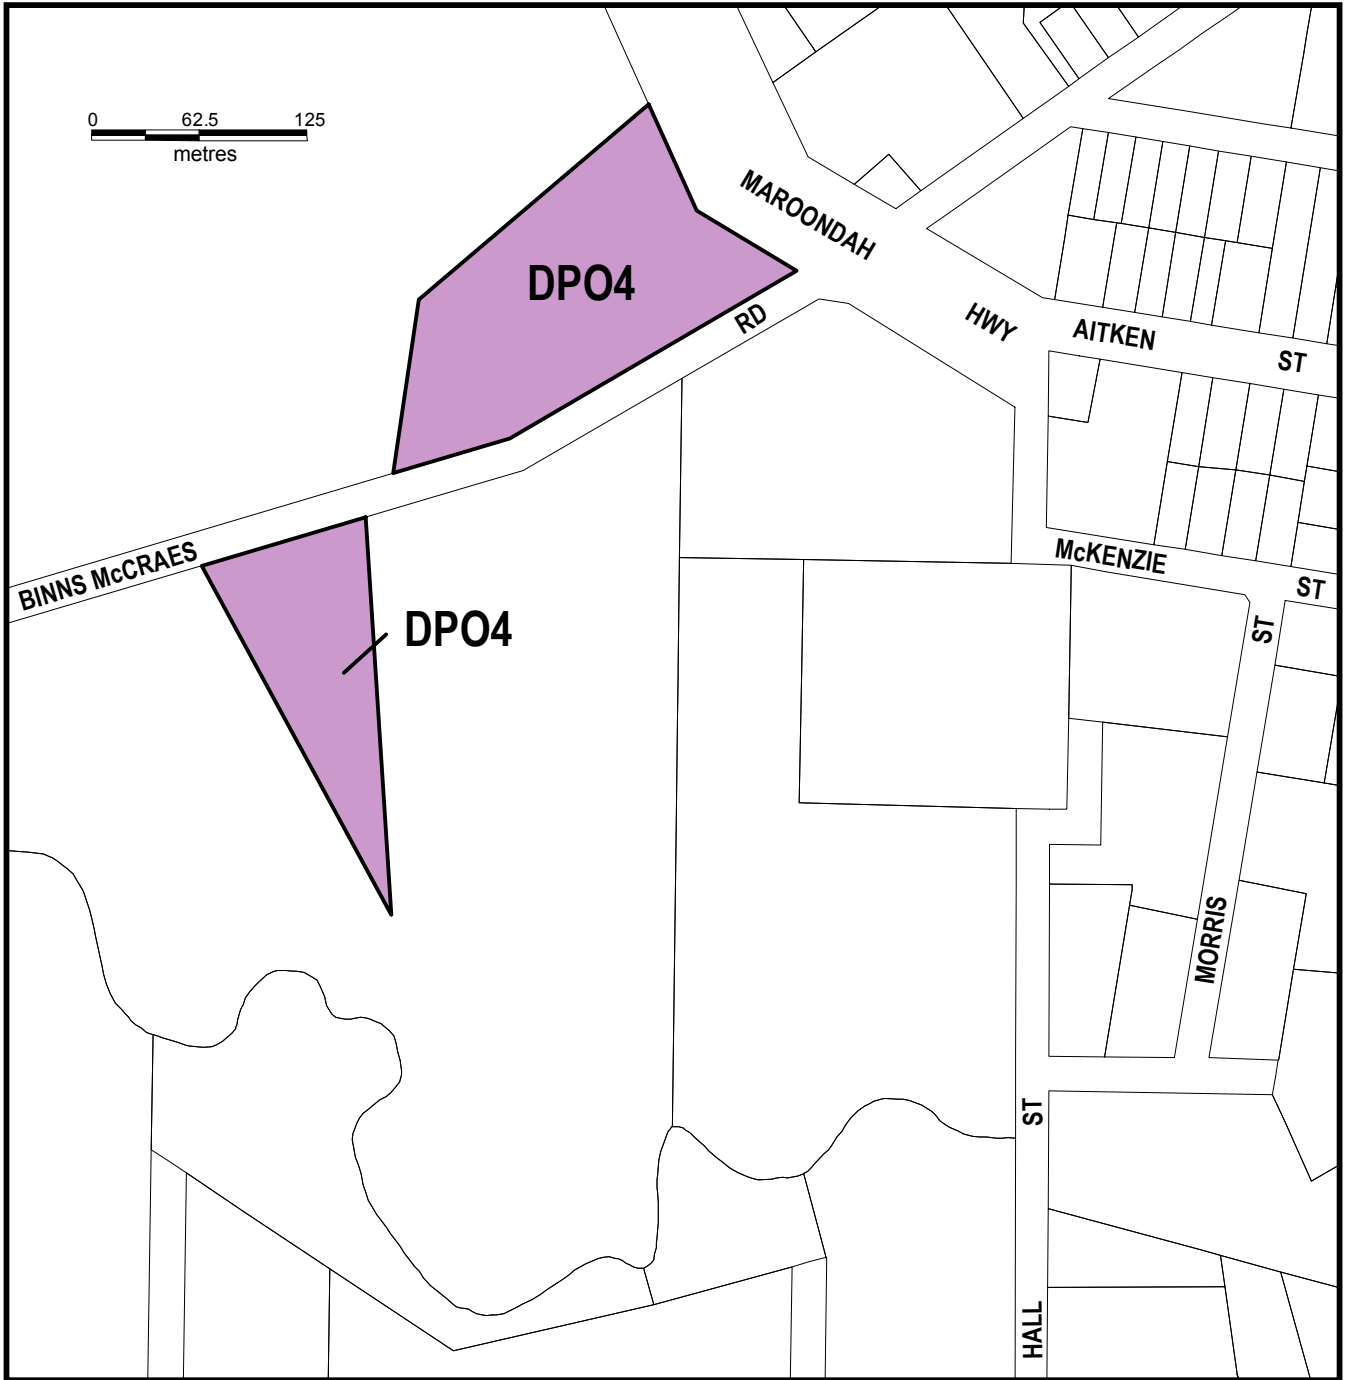 0 62.5 125
metres
MAROONDAH
HWY
DPO4
RD
AITKEN
ST
BINNS McCRAES
McKENZIE
ST
DPO4
ST
MORRIS
ST
HALL